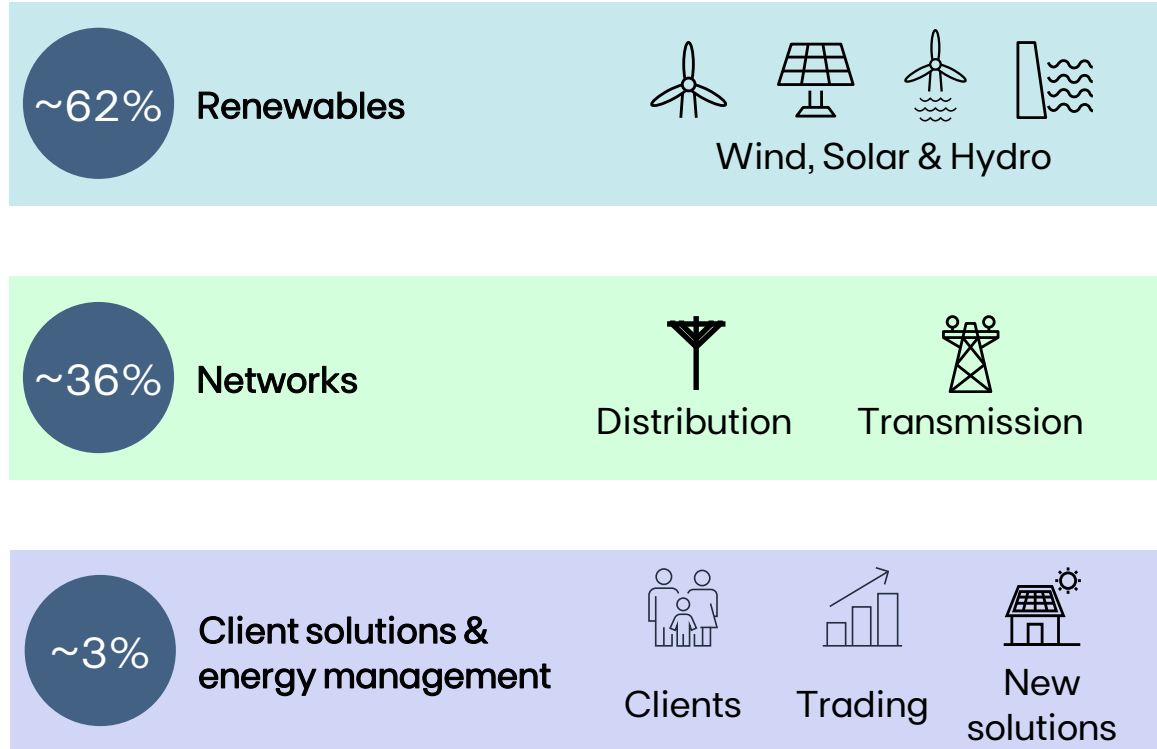 ~62%
Renewables
Wind, Solar & Hydro
~36%
Networks
Distribution
Transmission
~3%
Client solutions &
energy management
Clients
Trading
New
solutions